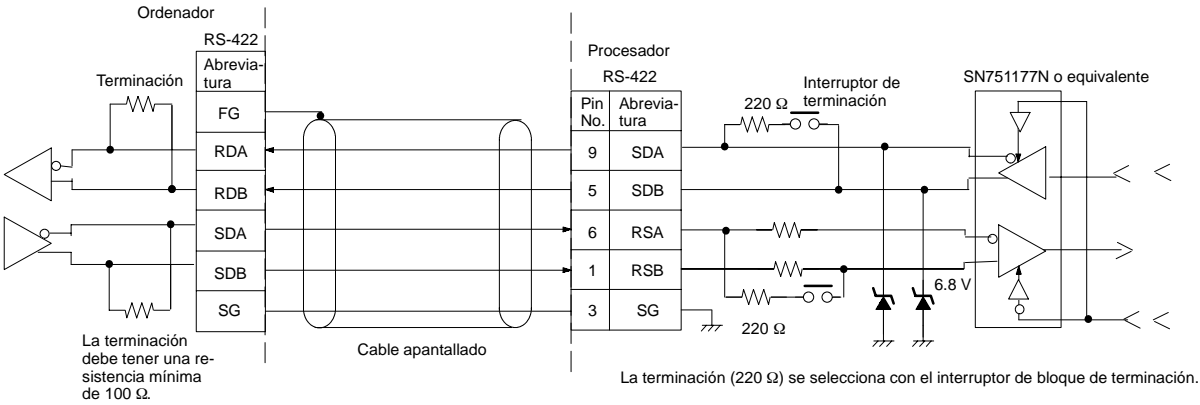 Ordenador
RS-422
Abrevia-
tura
FG
RDA
RDB
SDA
SDB
SG
Terminación
La terminación
debe tener una re-
sistencia mínima
de 100 Ω.
Cable apantallado
Procesador
RS-422
Pin
No.
Abrevia-
tura
9 SDA
5 SDB
6 RSA
1 RSB
3 SG
220 Ω
Interruptor de
terminación
220 Ω
6.8 V
SN751177N o equivalente
La terminación (220 Ω) se selecciona con el interruptor de bloque de terminación.